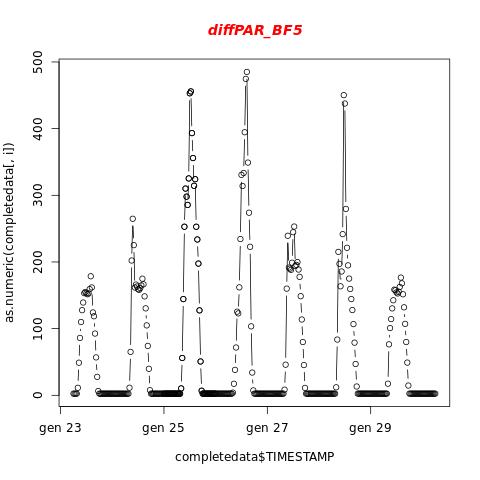 diffPAR_BF5
as.numeric(completedata[, i])
500
400
300
200
100
0
gen 23
gen 25
gen 27
gen 29
completedata$TIMESTAMP